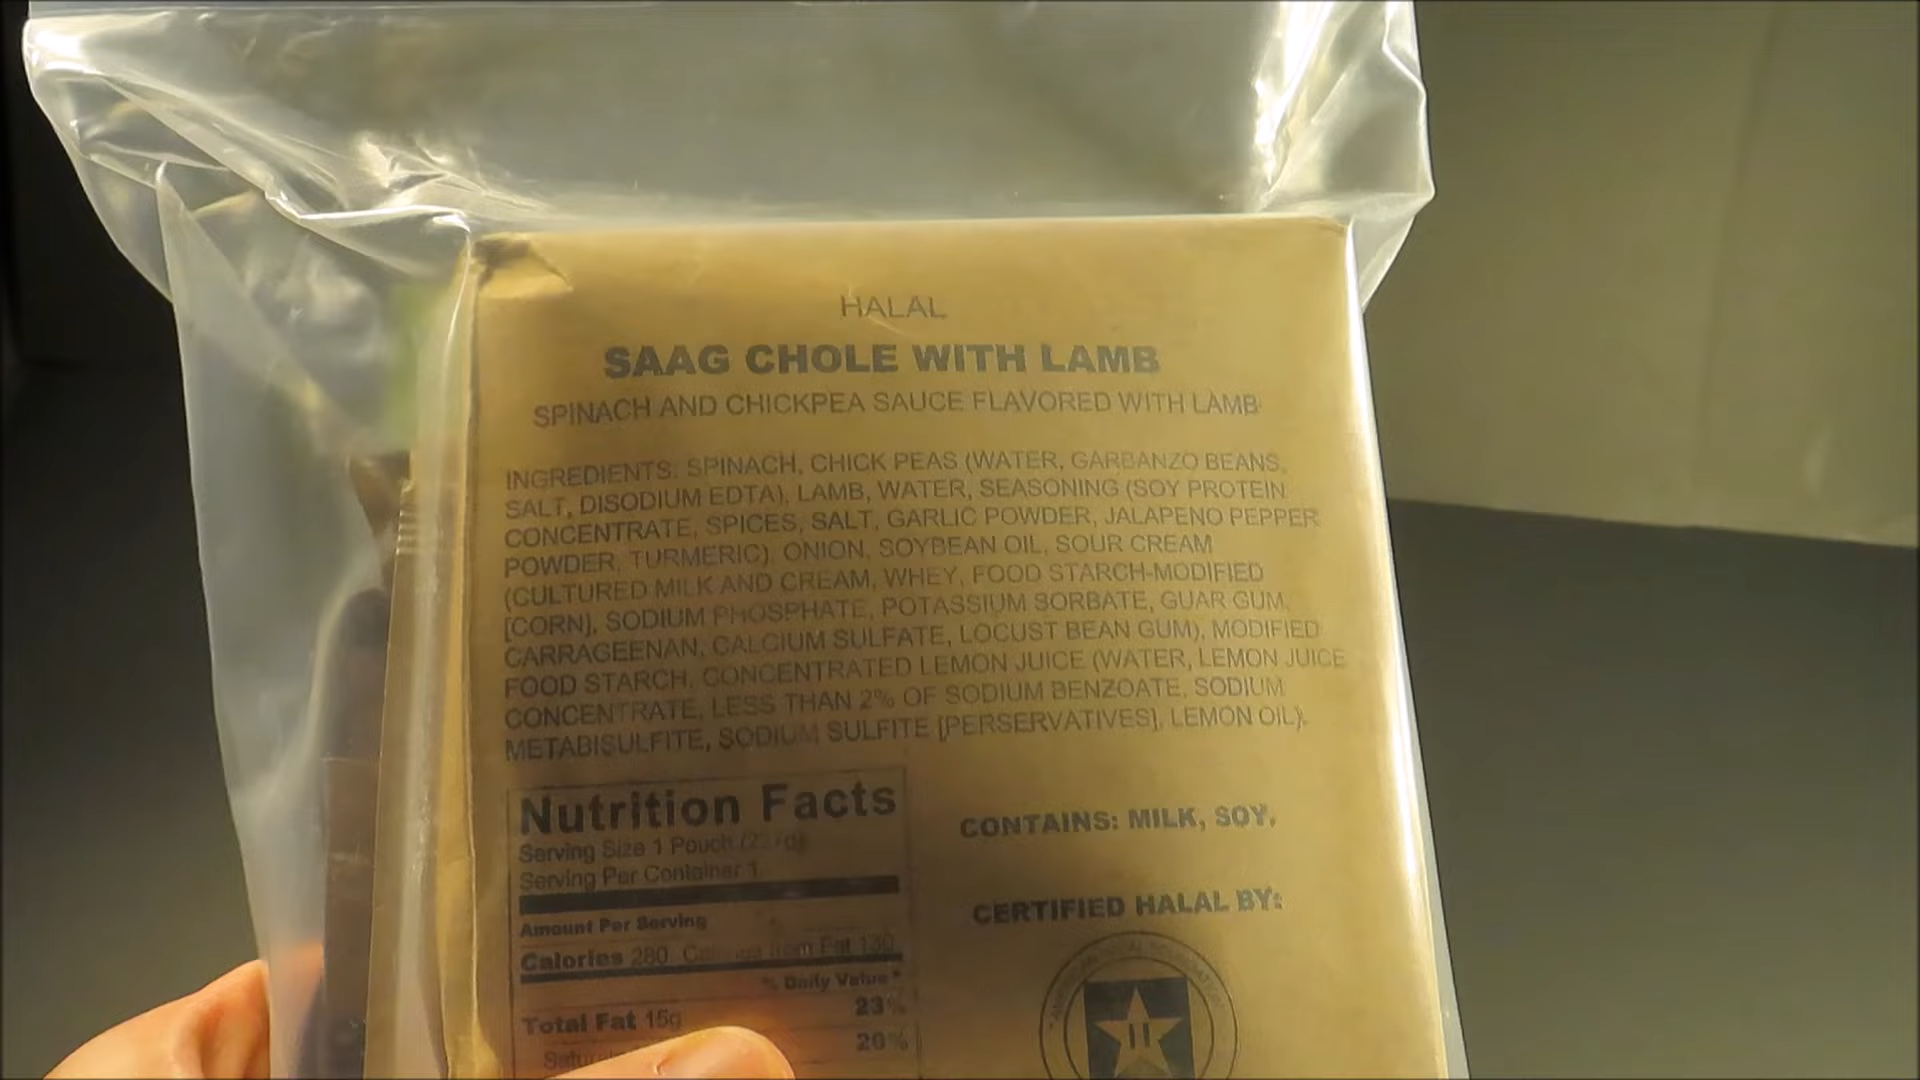 HALAL
SAAG CHOLE WITH LAMB
SPINACH AND CHICKPEA SAUCE FLAVORED WITH LAMB
INGREDIENTS: SPINACH, CHICK PEAS (WATER, GARBANZO BEANS,
SALT, DISODIUM EDTA), LAMB, WATER, SEASONING (SOY PROTEIN
CONCENTRATE, SPICES, SALT, GARLIC POWDER, JALAPENO PEPPER
POWDER, TURMERIC), ONION, SOYBEAN OIL, SOUR CREAM
(CULTURED MILK AND CREAM, WHEY, FOOD STARCH-MODIFIED
[CORN], SODIUM PHOSPHATE, POTASSIUM SORBATE, GUAR GUM,
CARRAGEENAN, CALCIUM SULFATE, LOCUST BEAN GUM), MODIFIED
FOOD STARCH, CONCENTRATED LEMON JUICE (WATER, LEMON JUICE
CONCENTRATE, LESS THAN 2% OF SODIUM BENZOATE, SODIUM
METABISULFITE, SODIUM SULFITE [PERSERVATIVES], LEMON OIL).
Nutrition Facts
Serving Size 1 Pouch
Serving Per Container 1
Amount Per Serving
Calories 280 Calories from Fat 130
% Daily Value*
Total Fat 15g 23%
20%
CONTAINS: MILK, SOY.
CERTIFIED HALAL BY: